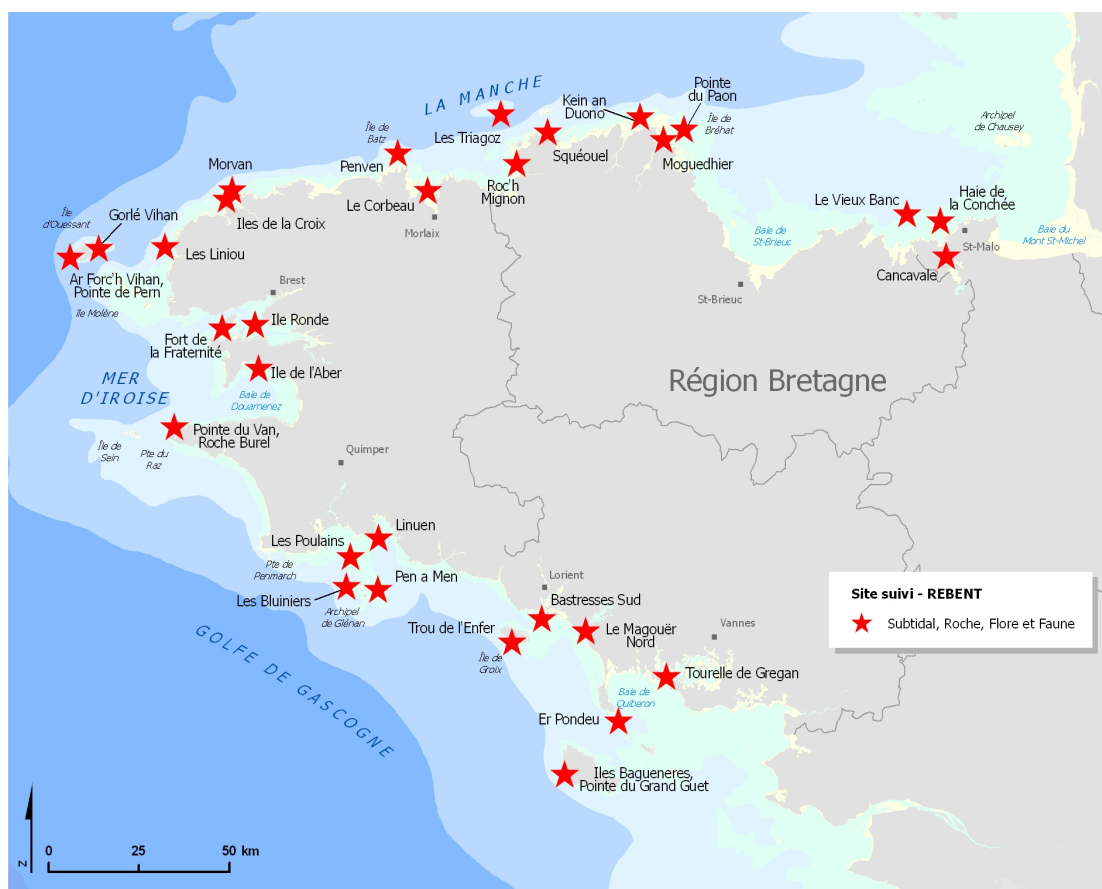 LA MANCHE
Kein an
Duono
Pointe
du Paon
Île de
Bréhat
Archipel
de Chausey
Île de
Batz
Les Triagoz
Squéouel
Moguedhier
Morvan
Penven
Roc'h
Mignon
Le Corbeau
Morlaix
Iles de la Croix
Le Vieux Banc
Haie de
la Conchée
St-Malo
Baie du
Mont St-Michel
Île
d'Ouessant
Gorlé Vihan
Les Liniou
Baie de
St-Brieuc
Cancavale
Ar Forc'h Vihan,
Pointe de Pern
Ile Molène
Brest
St-Brieuc
Ile Ronde
Fort de
la Fraternité
Ile de l'Aber
MER
D'IROISE
Baie de
Douarnenez
Région Bretagne
Pointe du Van,
Roche Burel
Île de
Sein
Pte du
Raz
Quimper
Linuen
Les Poulains
Pte de
Penmarch
Pen a Men
Les Bluiniers
Archipel
de Glénan
Lorient
Bastresses Sud
Trou de l'Enfer
Le Magouër
Nord
Vannes
Île de
Groix
Tourelle de Gregan
Baie de
Quiberon
Er Pondeu
Iles Bagueneres,
Pointe du Grand Guet
GOLFE DE GASCOGNE
Site suivi - REBENT
Subtidal, Roche, Flore et Faune
N
0 25 50 km